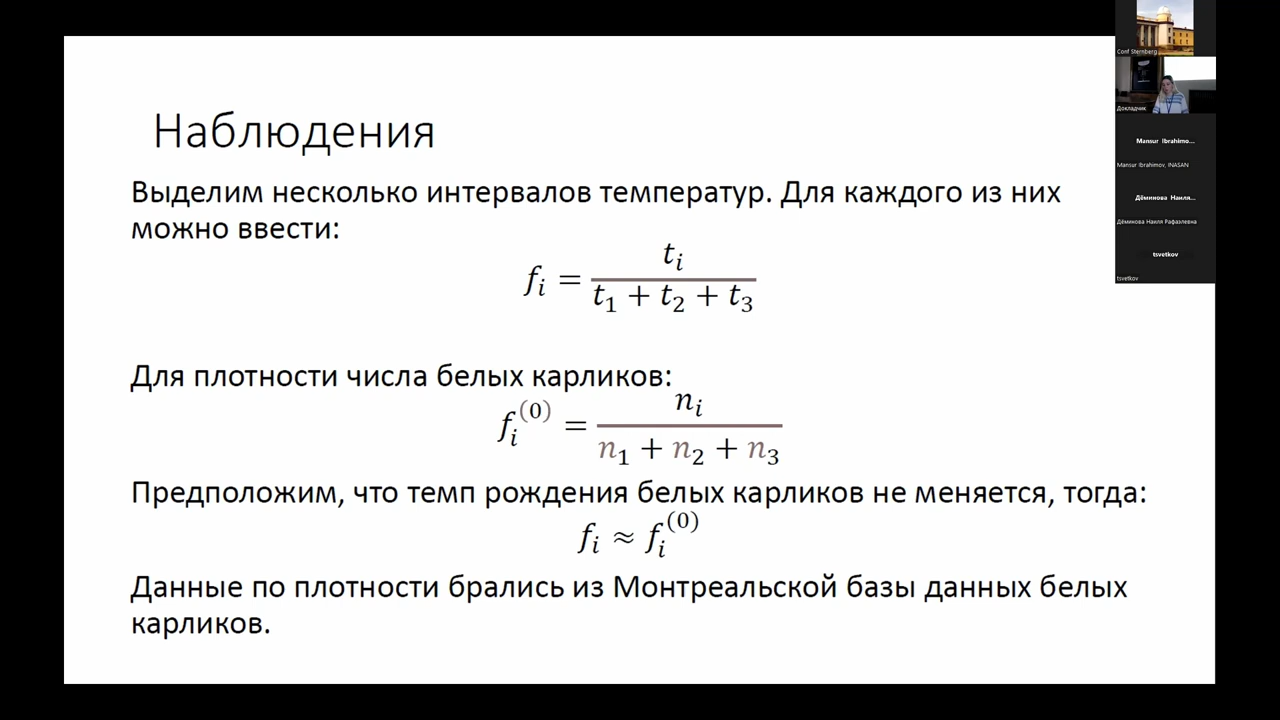 Наблюдения
Выделим несколько интервалов температур. Для каждого из них
можно ввести:
f_i = t_i / (t_1 + t_2 + t_3)
Для плотности числа белых карликов:
f_i^(0) = n_i / (n_1 + n_2 + n_3)
Предположим, что темп рождения белых карликов не меняется, тогда:
f_i ≈ f_i^(0)
Данные по плотности брались из Монтреальской базы данных белых
карликов.
Conf Sternberg
Докладчик
Mansur Ibrahimo...
Mansur Ibrahimov, INASAN
Дёминова Наиля...
Дёминова Наиля Рафаэлевна
tsvetkov
tsvetkov